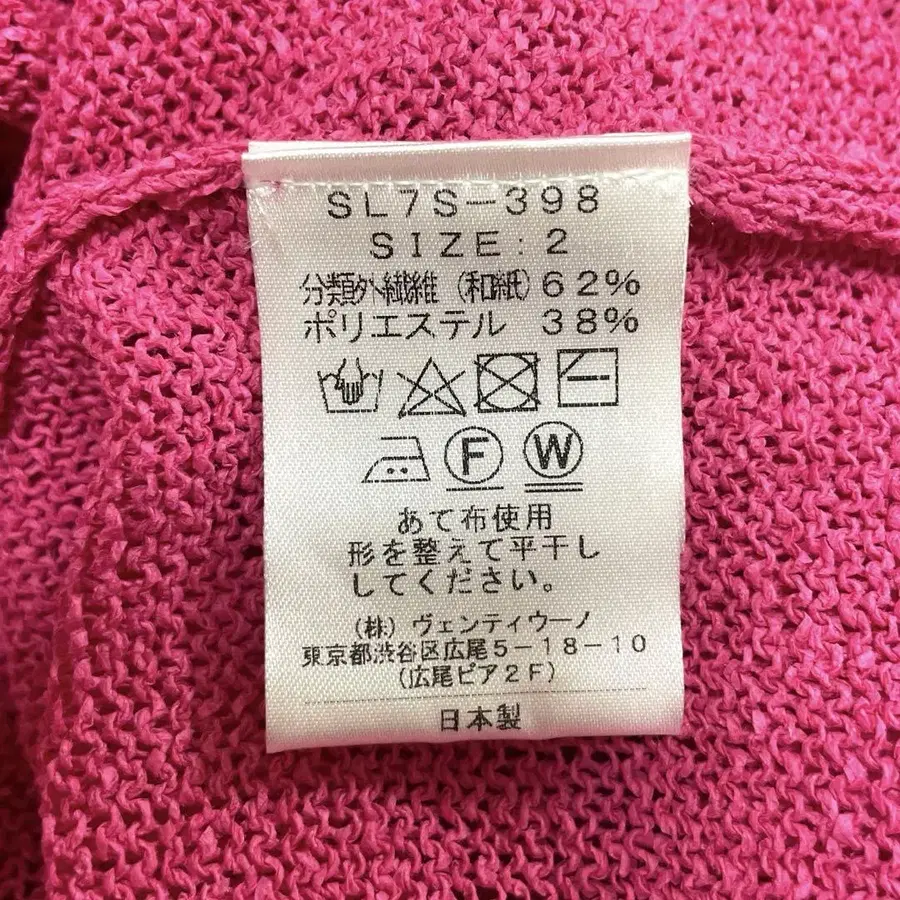 SL7S-398
SIZE:2
分類外繊維(和紙)62%
ポリエステル 38%
F W
あて布使用
形を整えて平干し
してください。
(株)ヴェンティウーノ
東京都渋谷区広尾5-18-10
(広尾ピア2F)
日本製